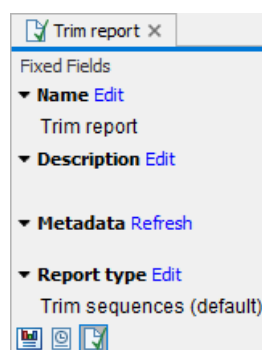 Trim report
Fixed Fields
Name Edit
Trim report
Description Edit
Metadata Refresh
Report type Edit
Trim sequences (default)